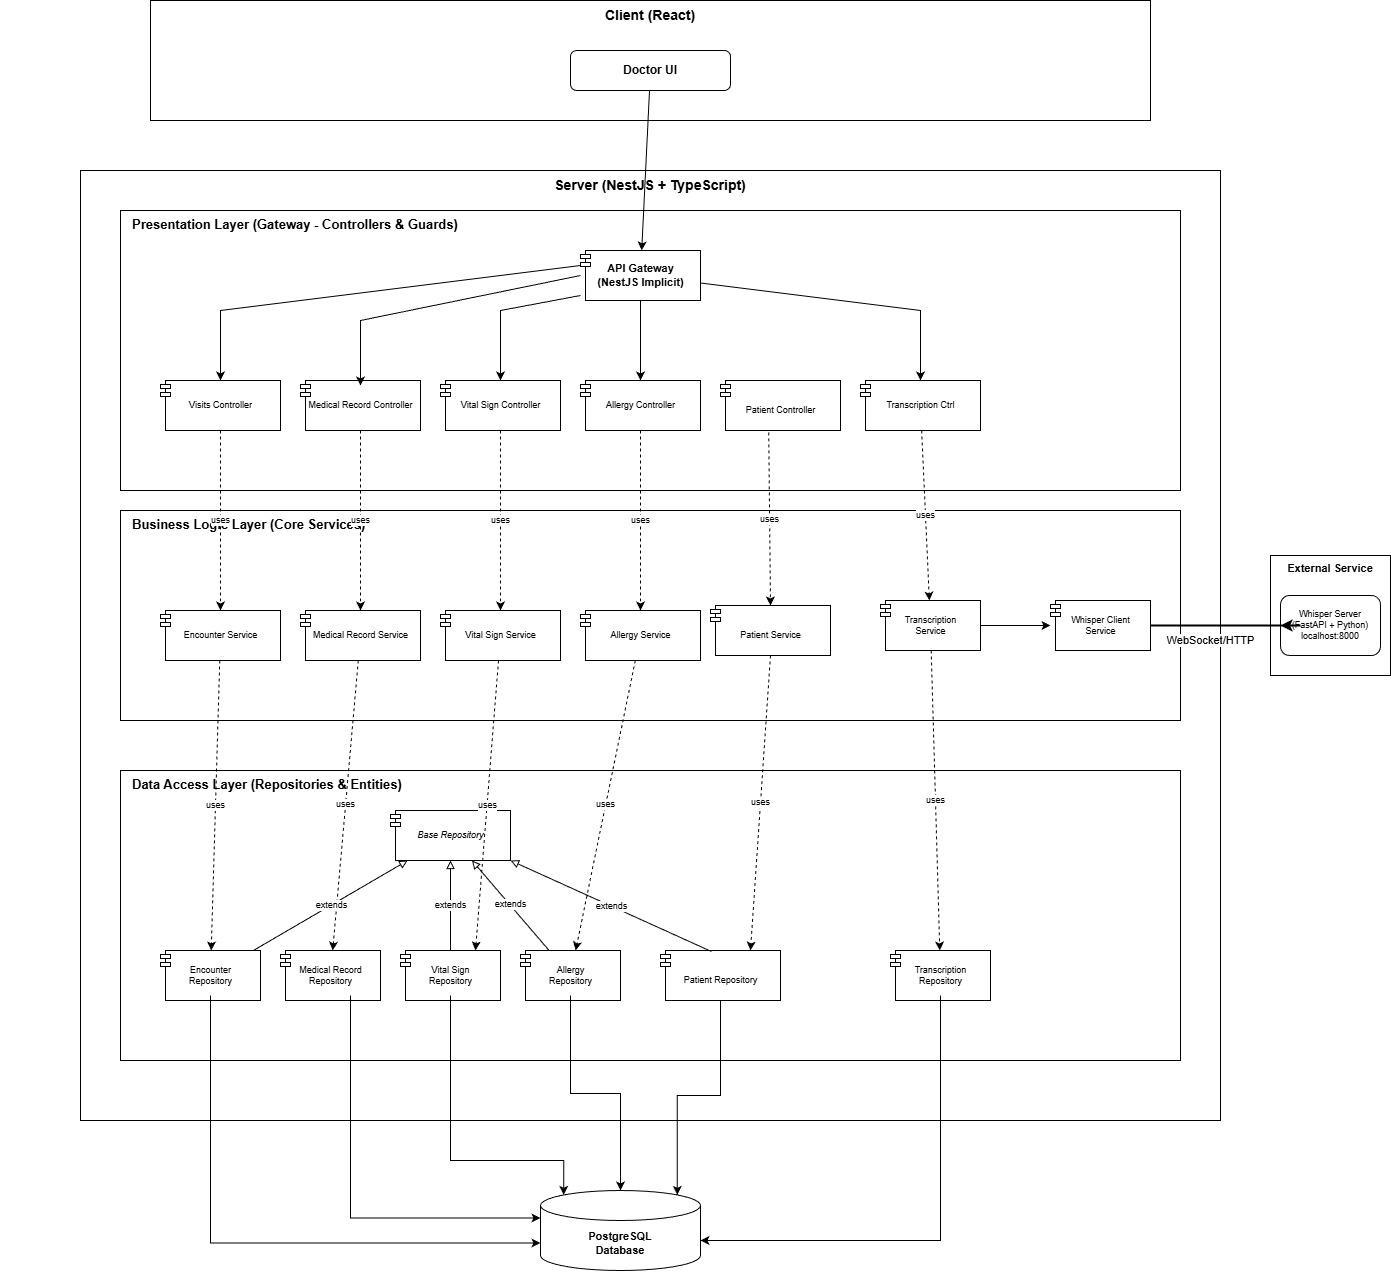 Client (React)
Doctor UI
Server (NestJS + TypeScript)
Presentation Layer (Gateway - Controllers & Guards)
API Gateway
(NestJS Implicit)
Visits Controller
Medical Record Controller
Vital Sign Controller
Allergy Controller
Patient Controller
Transcription Ctrl
uses
uses
uses
uses
uses
uses
Business Logic Layer (Core Services)
Encounter Service
Medical Record Service
Vital Sign Service
Allergy Service
Patient Service
Transcription
Service
Whisper Client
Service
WebSocket/HTTP
External Service
Whisper Server
(FastAPI + Python)
localhost:8000
Data Access Layer (Repositories & Entities)
uses
uses
uses
uses
uses
uses
Base Repository
extends
extends
extends
extends
Encounter
Repository
Medical Record
Repository
Vital Sign
Repository
Allergy
Repository
Patient Repository
Transcription
Repository
PostgreSQL
Database